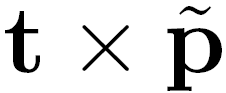 t × p̃